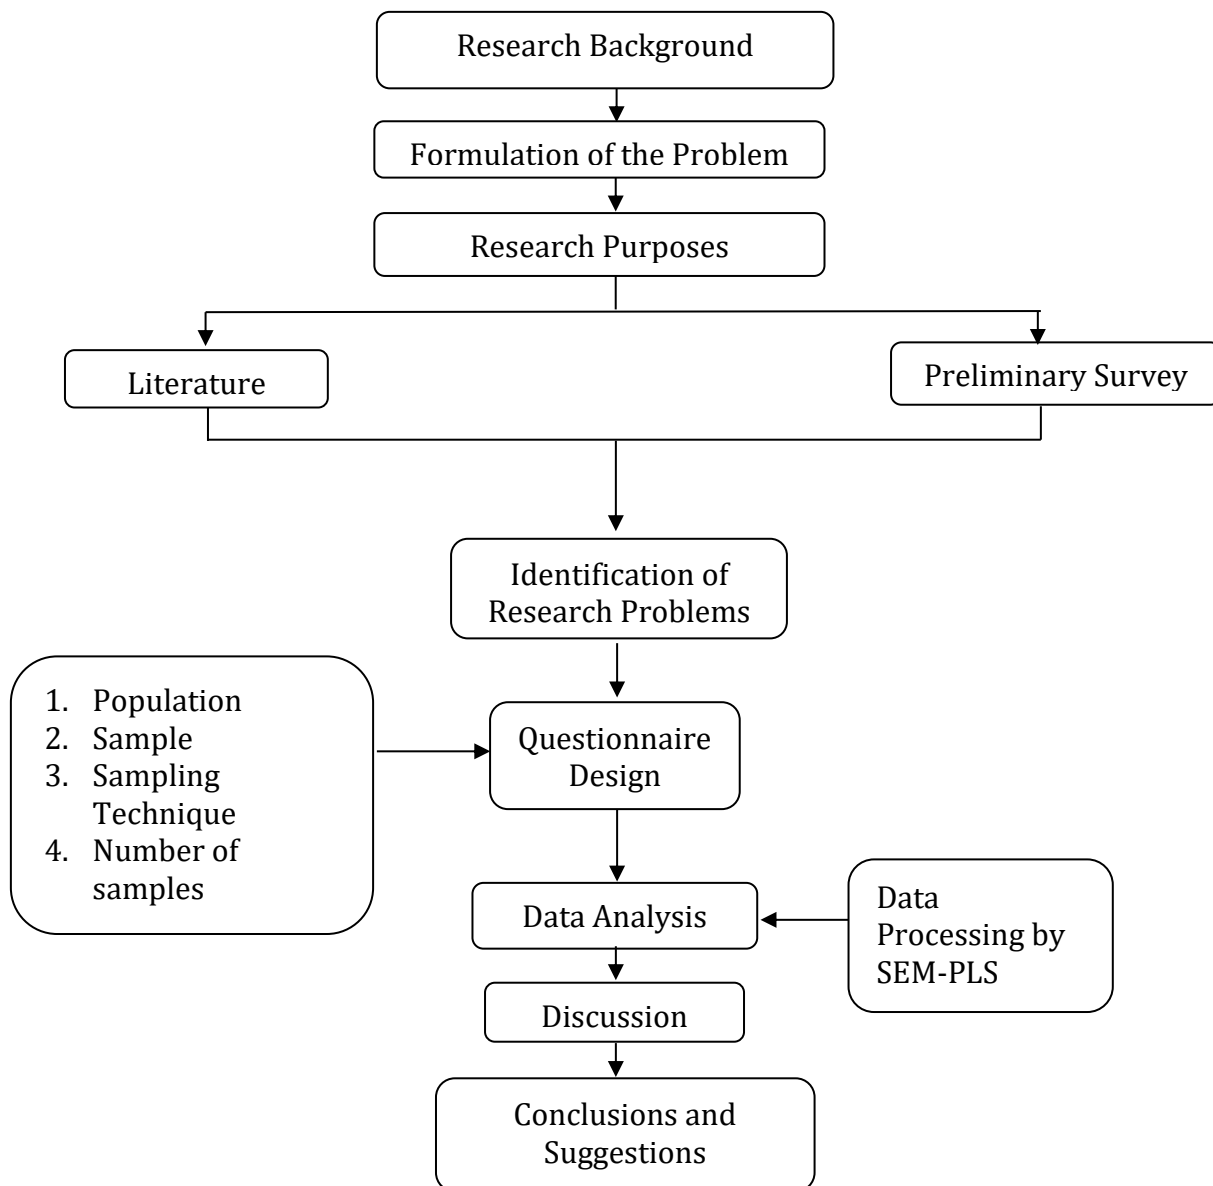 Research Background
Formulation of the Problem
Research Purposes
Literature
Preliminary Survey
Identification of
Research Problems
1. Population
2. Sample
3. Sampling
Technique
4. Number of
samples
Questionnaire
Design
Data Analysis
Data
Processing by
SEM-PLS
Discussion
Conclusions and
Suggestions